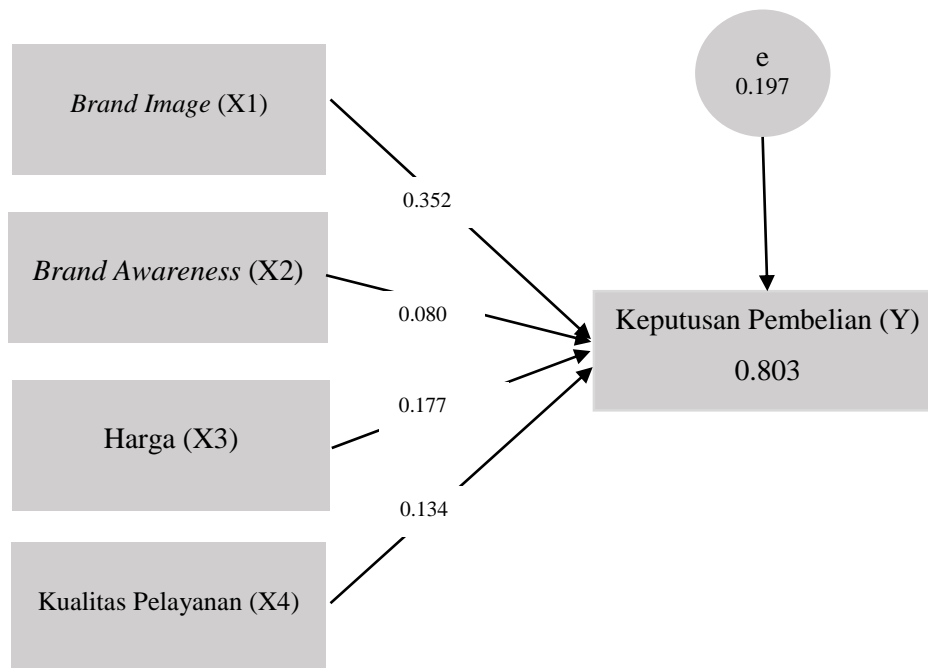 Brand Image (X1)
0.352
Brand Awareness (X2)
0.080
Harga (X3)
0.177
Kualitas Pelayanan (X4)
0.134
e
0.197
Keputusan Pembelian (Y)
0.803